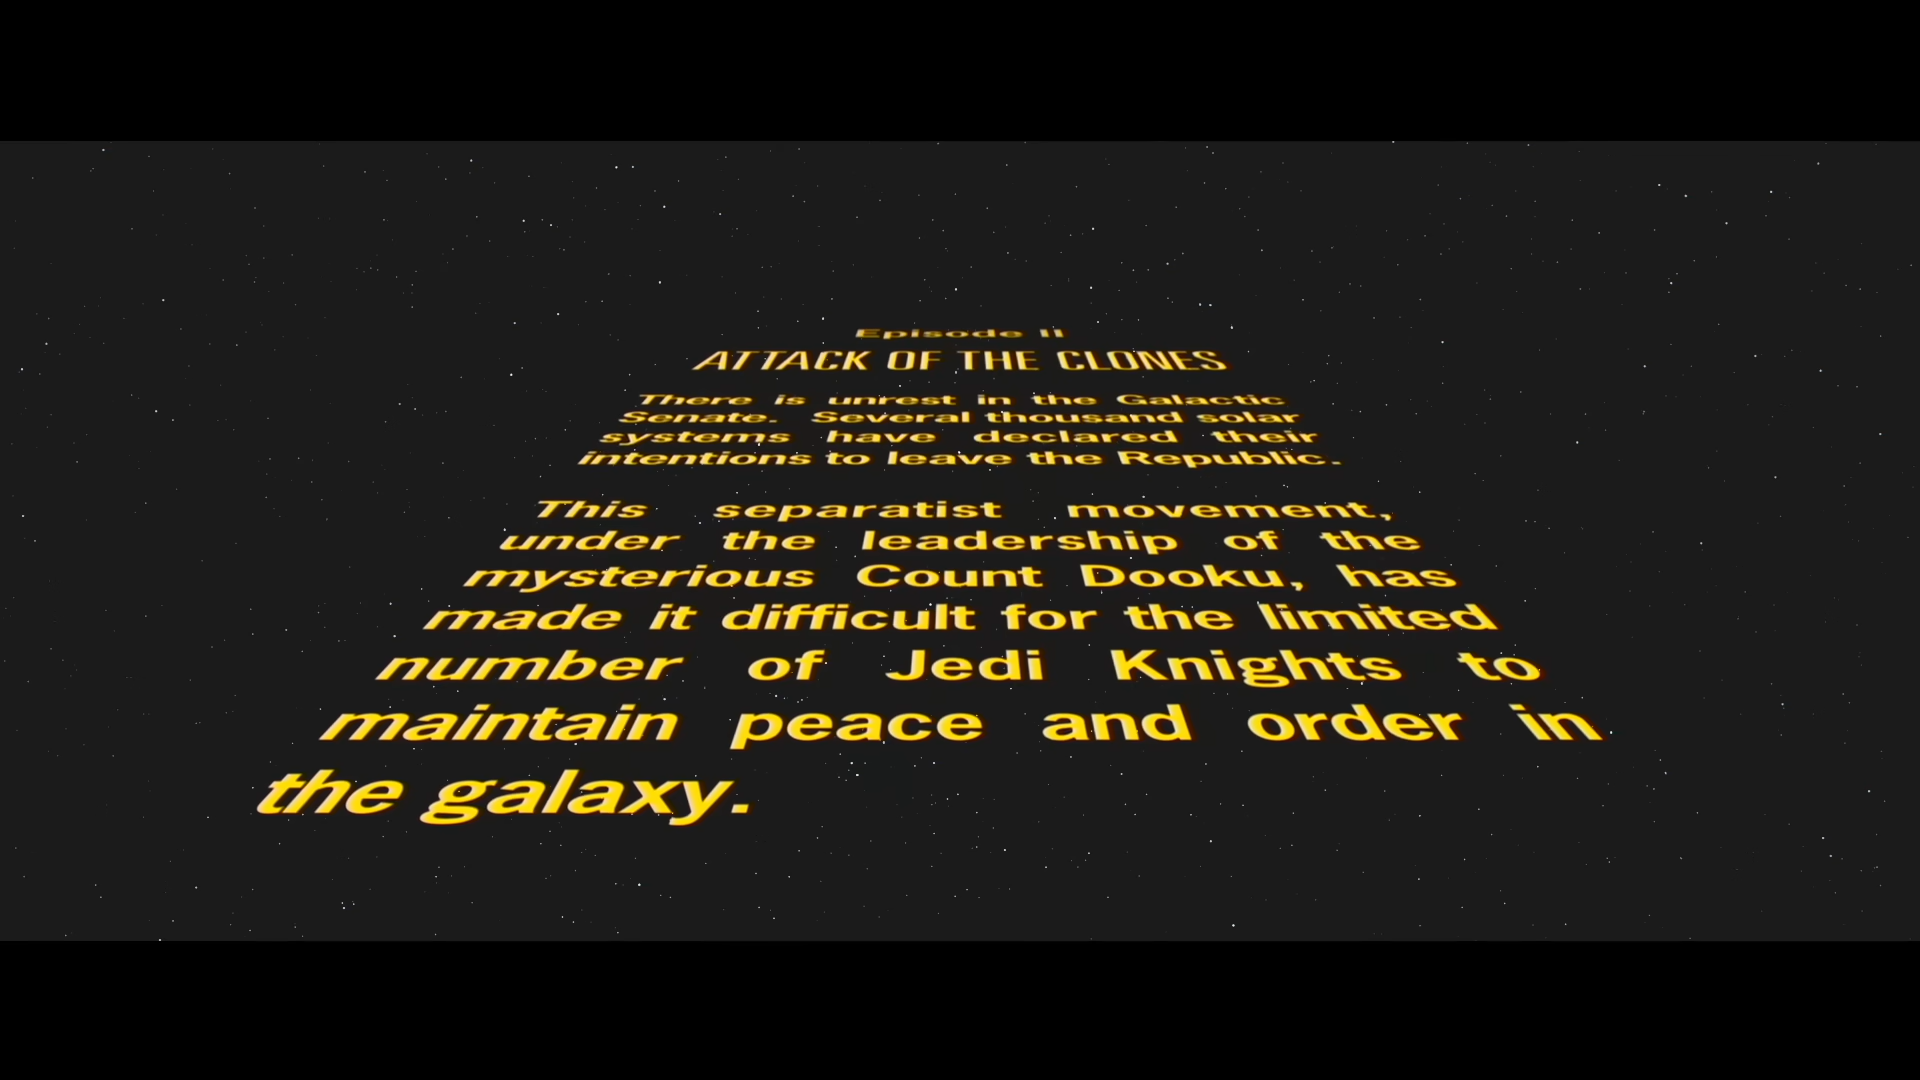 Episode II
ATTACK OF THE CLONES
There is unrest in the Galactic
Senate. Several thousand solar
systems have declared their
intentions to leave the Republic.
This separatist movement,
under the leadership of the
mysterious Count Dooku, has
made it difficult for the limited
number of Jedi Knights to
maintain peace and order in
the galaxy.